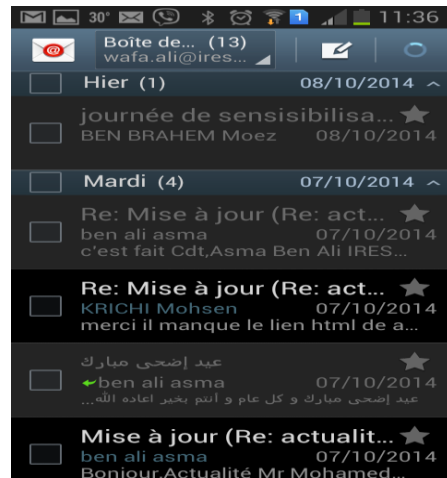 30° 1 11:36
Boîte de... (13)
wafa.ali@ires...
Hier (1) 08/10/2014
journée de sensisibilisa...
BEN BRAHEM Moez 08/10/2014
Mardi (4) 07/10/2014
Re: Mise à jour (Re: act...
ben ali asma 07/10/2014
c'est fait Cdt,Asma Ben Ali IRES...
Re: Mise à jour (Re: act...
KRICHI Mohsen 07/10/2014
merci il manque le lien html de a...
عيد إضحى مبارك
ben ali asma 07/10/2014
عيد إضحى مبارك و كل عام و أنتم بخير اعاده الله...
Mise à jour (Re: actualit...
ben ali asma 07/10/2014
Bonjour,Actualité Mr Mohamed...